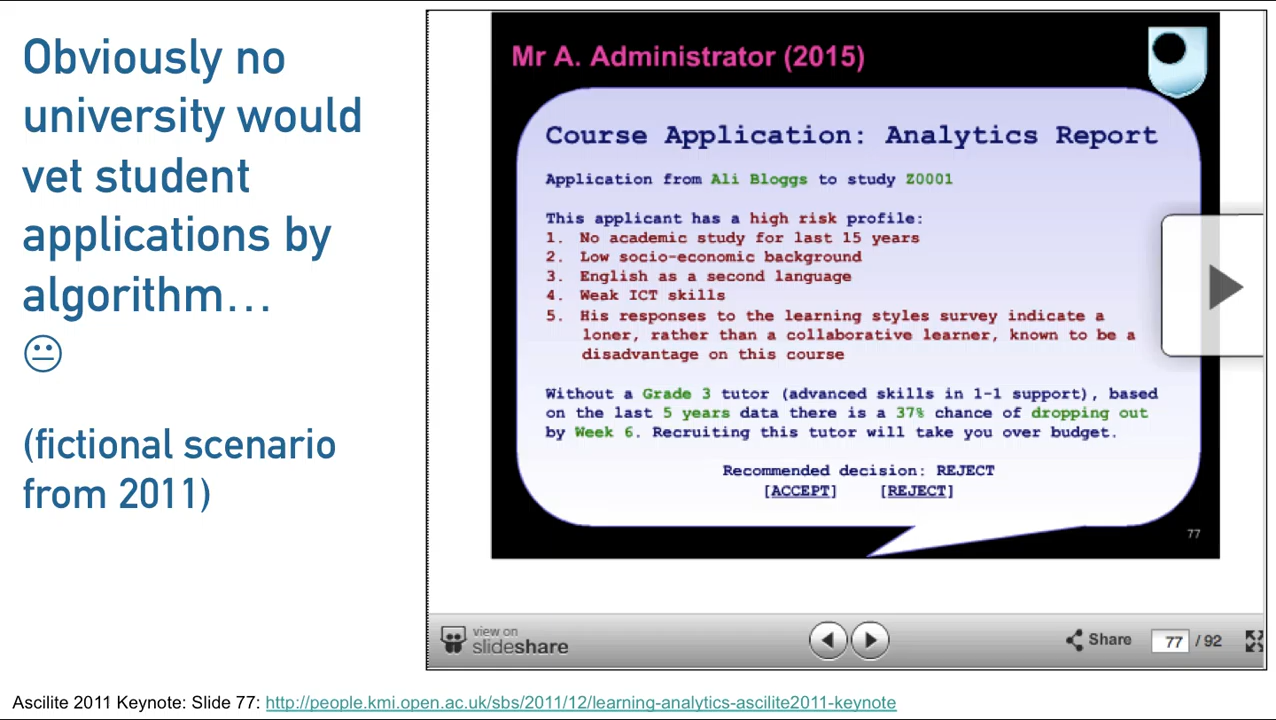 Obviously no
university would
vet student
applications by
algorithm…
😐
(fictional scenario
from 2011)
Mr A. Administrator (2015)
Course Application: Analytics Report
Application from Ali Bloggs to study Z0001
This applicant has a high risk profile:
1. No academic study for last 15 years
2. Low socio-economic background
3. English as a second language
4. Weak ICT skills
5. His responses to the learning styles survey indicate a
loner, rather than a collaborative learner, known to be a
disadvantage on this course
Without a Grade 3 tutor (advanced skills in 1-1 support), based
on the last 5 years data there is a 37% chance of dropping out
by Week 6. Recruiting this tutor will take you over budget.
Recommended decision: REJECT
[ACCEPT] [REJECT]
77
view on
slideshare
Share 77 / 92
Ascilite 2011 Keynote: Slide 77: http://people.kmi.open.ac.uk/sbs/2011/12/learning-analytics-ascilite2011-keynote